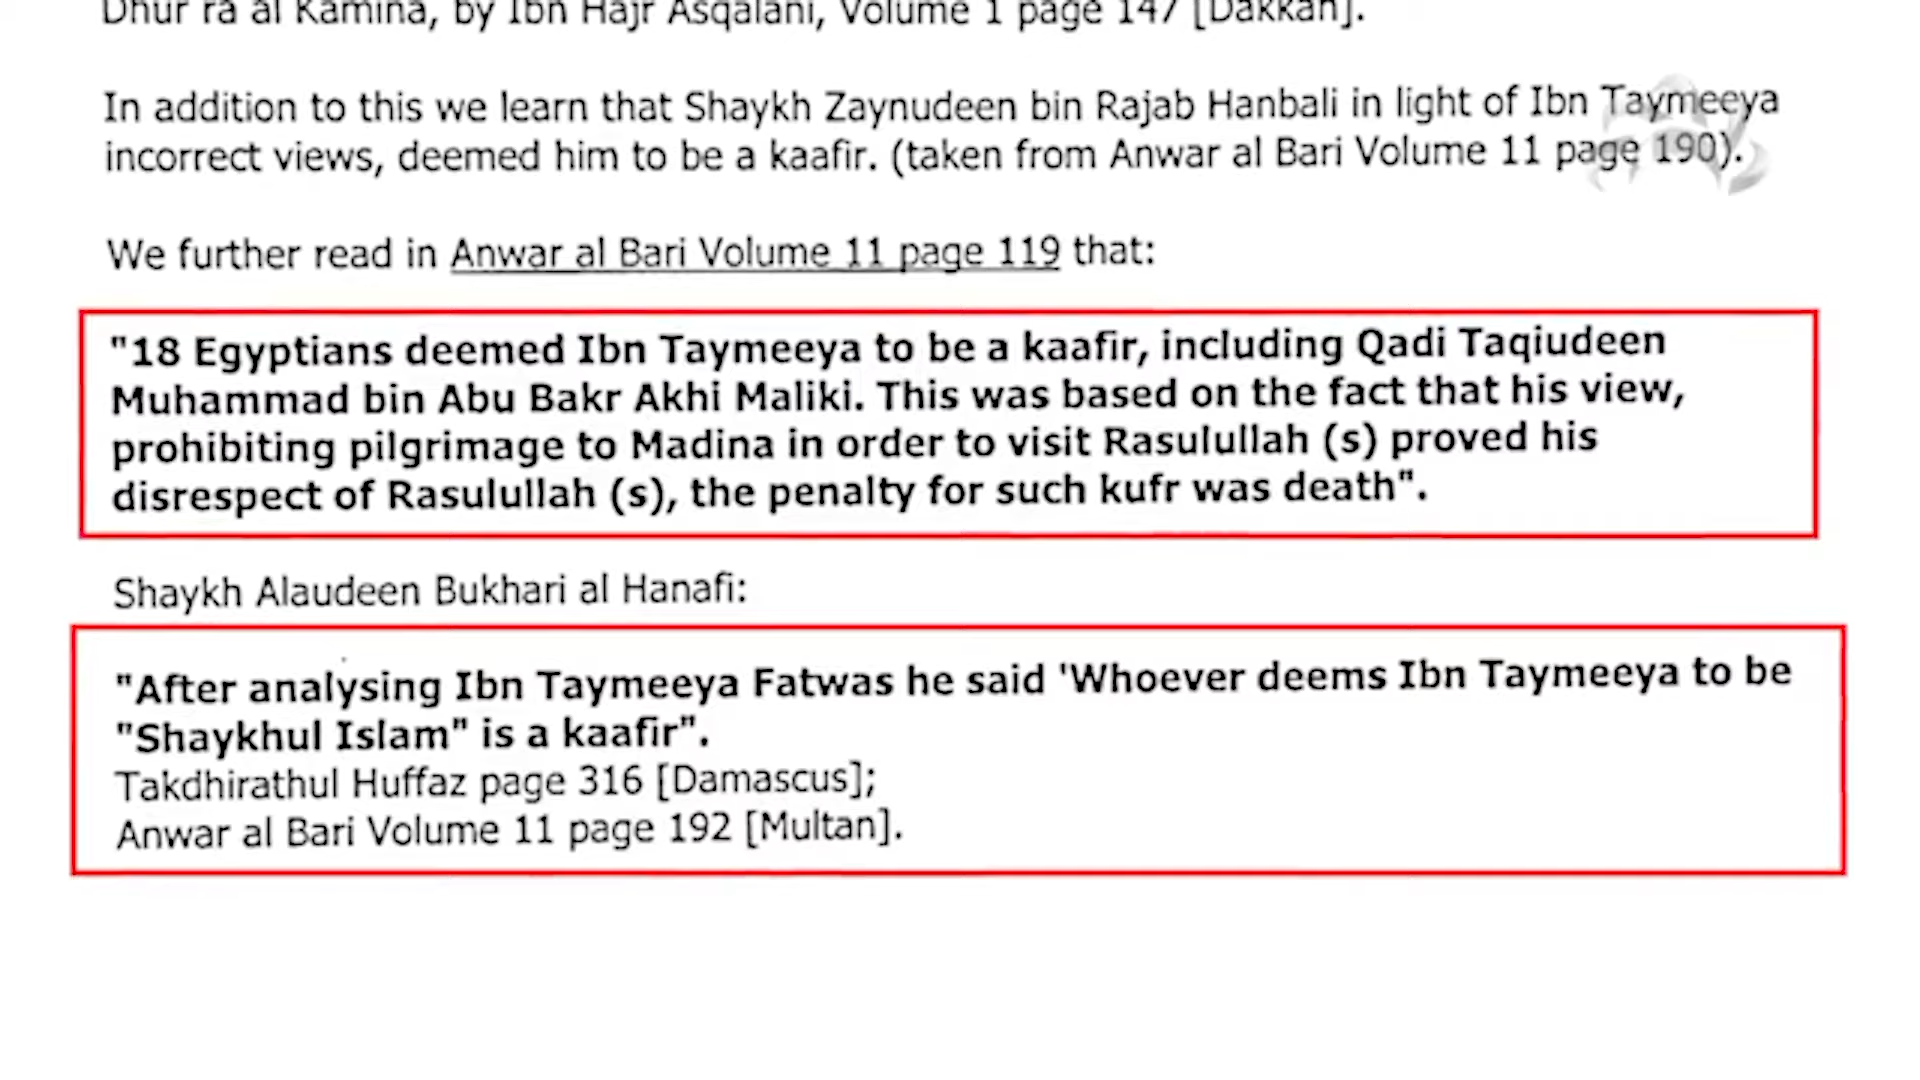 Dhur ra al Kamina, by Ibn Hajr Asqalani, Volume 1 page 147 [Dakkan].
In addition to this we learn that Shaykh Zaynudeen bin Rajab Hanbali in light of Ibn Taymeeya
incorrect views, deemed him to be a kaafir. (taken from Anwar al Bari Volume 11 page 190).
We further read in Anwar al Bari Volume 11 page 119 that:
"18 Egyptians deemed Ibn Taymeeya to be a kaafir, including Qadi Taqiudeen
Muhammad bin Abu Bakr Akhi Maliki. This was based on the fact that his view,
prohibiting pilgrimage to Madina in order to visit Rasulullah (s) proved his
disrespect of Rasulullah (s), the penalty for such kufr was death".
Shaykh Alaudeen Bukhari al Hanafi:
"After analysing Ibn Taymeeya Fatwas he said 'Whoever deems Ibn Taymeeya to be
"Shaykhul Islam" is a kaafir".
Takdhirathul Huffaz page 316 [Damascus];
Anwar al Bari Volume 11 page 192 [Multan].